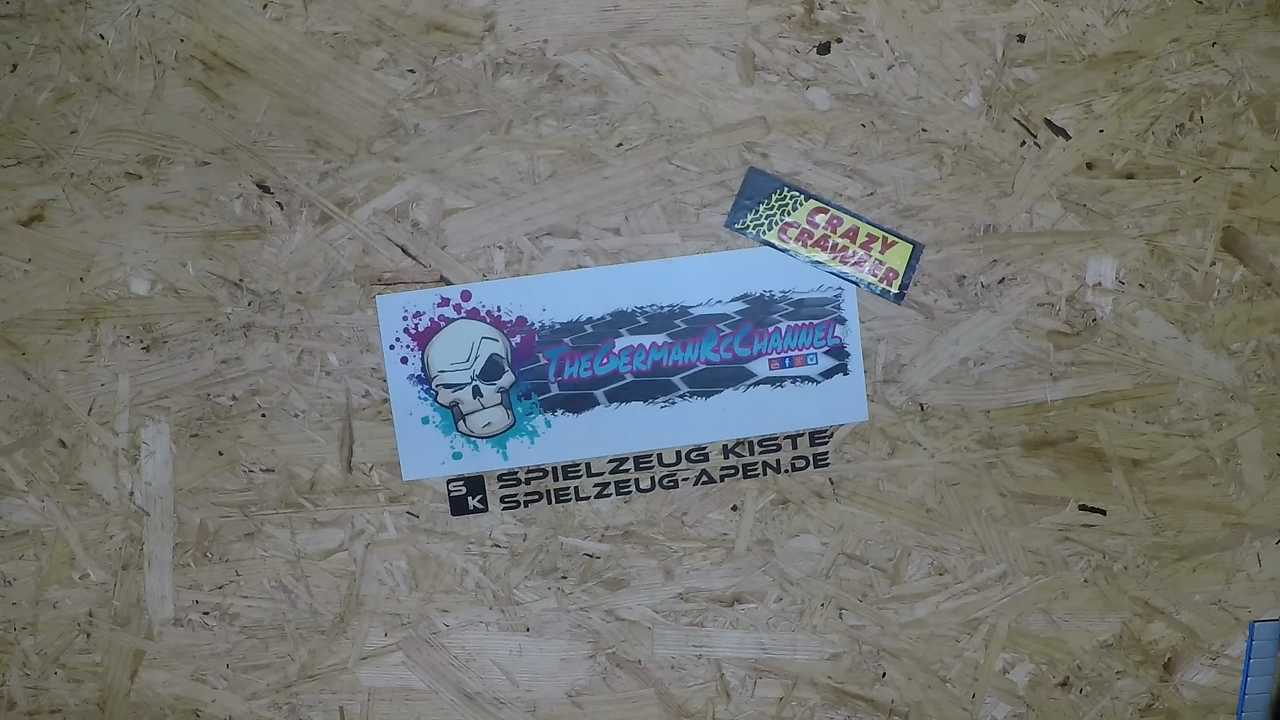 CRAZY
CRAWLER
TheGermanRcChannel
SK
SPIELZEUG KISTE
SPIELZEUG-APEN.DE